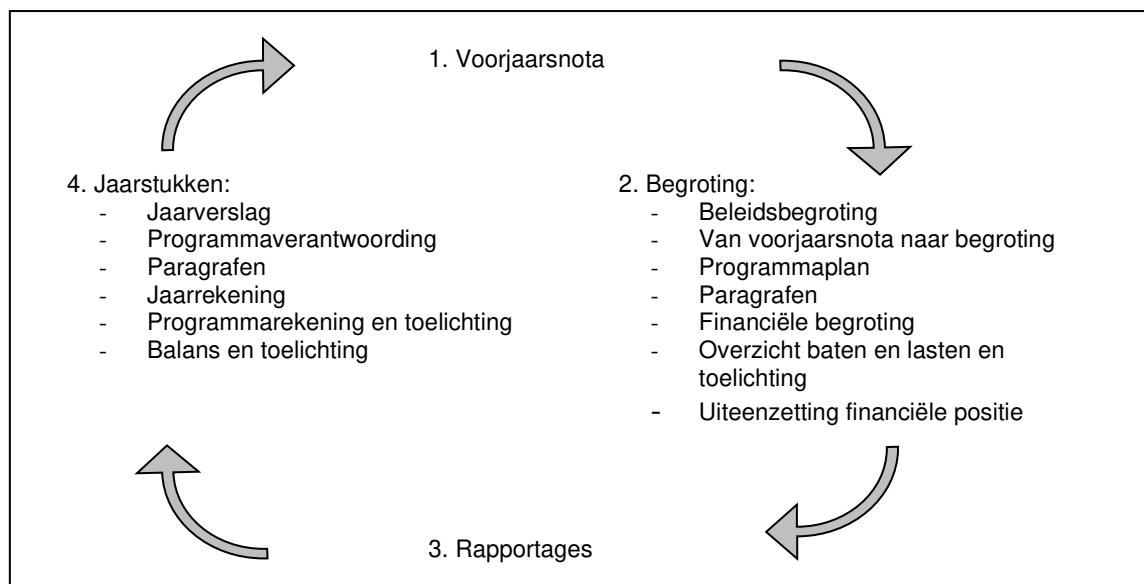 1. Voorjaarsnota
2. Begroting:
- Beleidsbegroting
- Van voorjaarsnota naar begroting
- Programmaplan
- Paragrafen
- Financiële begroting
- Overzicht baten en lasten en
toelichting
- Uiteenzetting financiële positie
3. Rapportages
4. Jaarstukken:
- Jaarverslag
- Programmaverantwoording
- Paragrafen
- Jaarrekening
- Programmarekening en toelichting
- Balans en toelichting